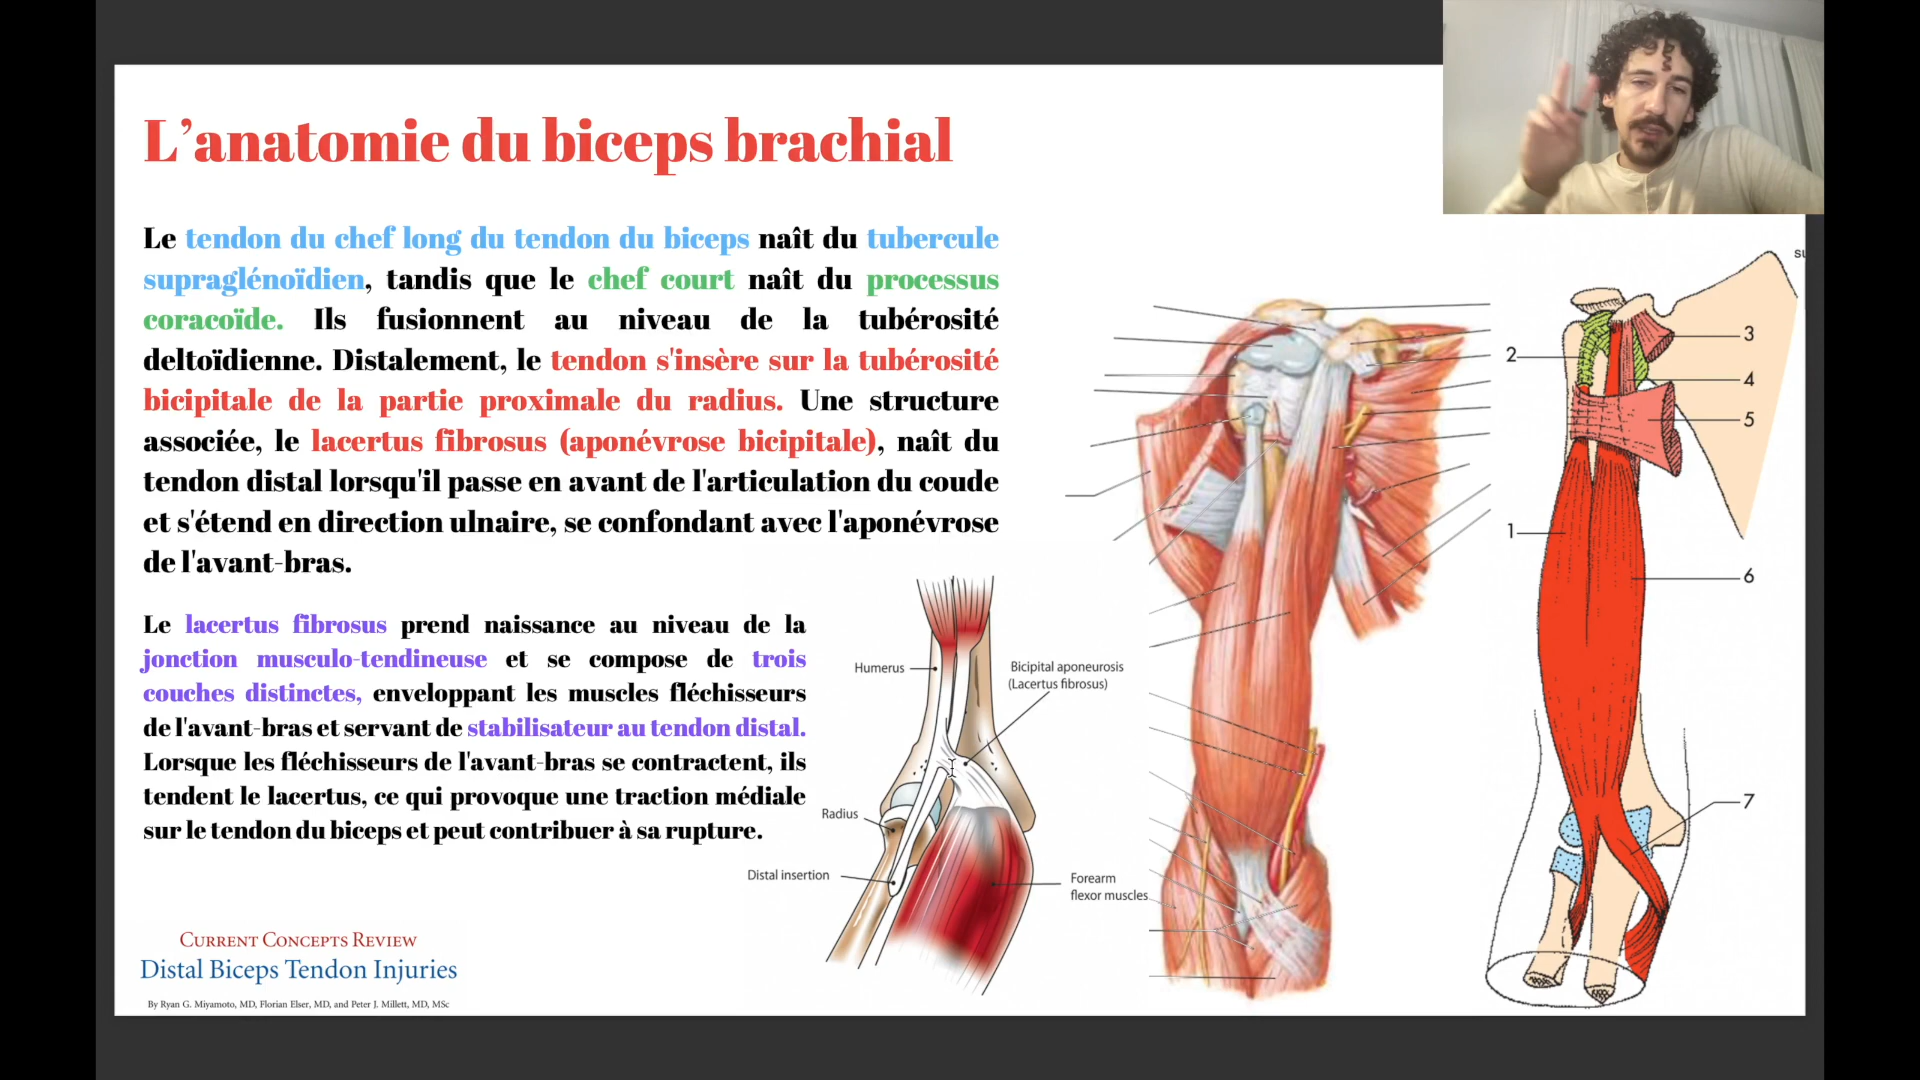 L’anatomie du biceps brachial
Le tendon du chef long du tendon du biceps naît du tubercule
supraglénoïdien, tandis que le chef court naît du processus
coracoïde. Ils fusionnent au niveau de la tubérosité
deltoïdienne. Distalement, le tendon s'insère sur la tubérosité
bicipitale de la partie proximale du radius. Une structure
associée, le lacertus fibrosus (aponévrose bicipitale), naît du
tendon distal lorsqu'il passe en avant de l'articulation du coude
et s'étend en direction ulnaire, se confondant avec l'aponévrose
de l'avant-bras.
Le lacertus fibrosus prend naissance au niveau de la
jonction musculo-tendineuse et se compose de trois
couches distinctes, enveloppant les muscles fléchisseurs
de l'avant-bras et servant de stabilisateur au tendon distal.
Lorsque les fléchisseurs de l'avant-bras se contractent, ils
tendent le lacertus, ce qui provoque une traction médiale
sur le tendon du biceps et peut contribuer à sa rupture.
Humerus
Bicipital aponeurosis
(Lacertus fibrosus)
Radius
Distal insertion
Forearm
flexor muscles
su
3
2
4
5
1
6
7
CURRENT CONCEPTS REVIEW
Distal Biceps Tendon Injuries
By Ryan G. Miyamoto, MD, Florian Elser, MD, and Peter J. Millett, MD, MSc